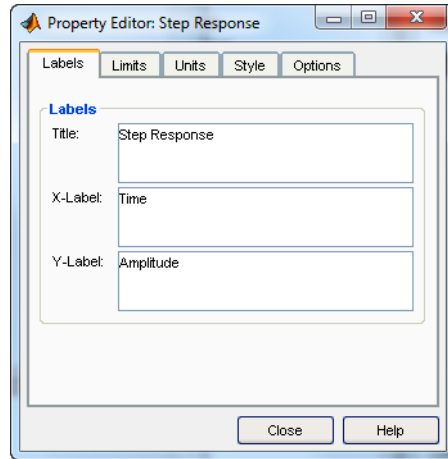 Property Editor: Step Response
Labels Limits Units Style Options
Labels
Title: Step Response
X-Label: Time
Y-Label: Amplitude
Close Help